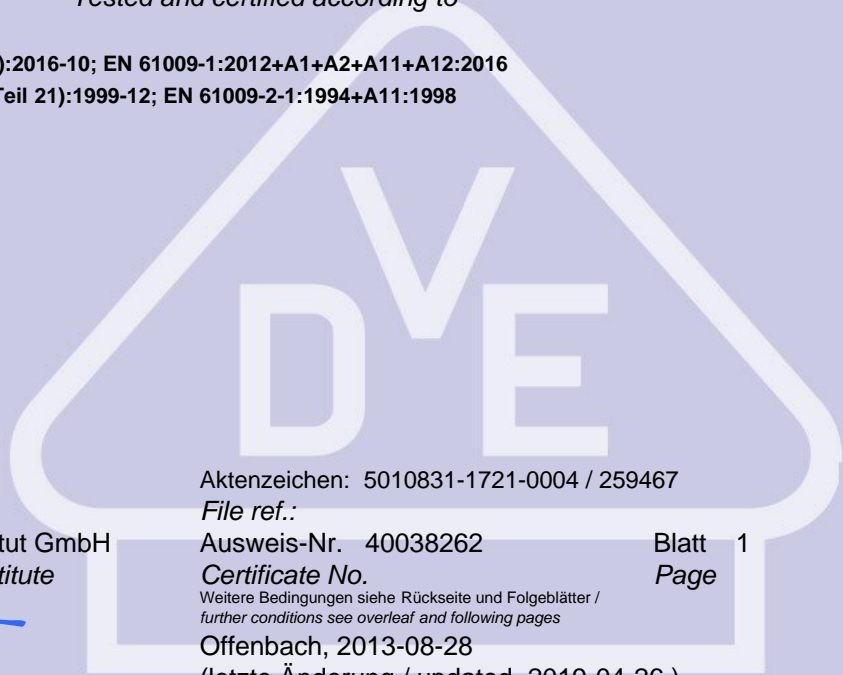 Tested and certified according to
):2016-10; EN 61009-1:2012+A1+A2+A11+A12:2016
Teil 21):1999-12; EN 61009-2-1:1994+A11:1998
VDE
Aktenzeichen: 5010831-1721-0004 / 259467
File ref.:
tut GmbH Ausweis-Nr. 40038262 Blatt 1
titute Certificate No. Page
Weitere Bedingungen siehe Rückseite und Folgeblätter /
further conditions see overleaf and following pages
Offenbach, 2013-08-28
(letzte Änderung / updated 2019-04-26 )